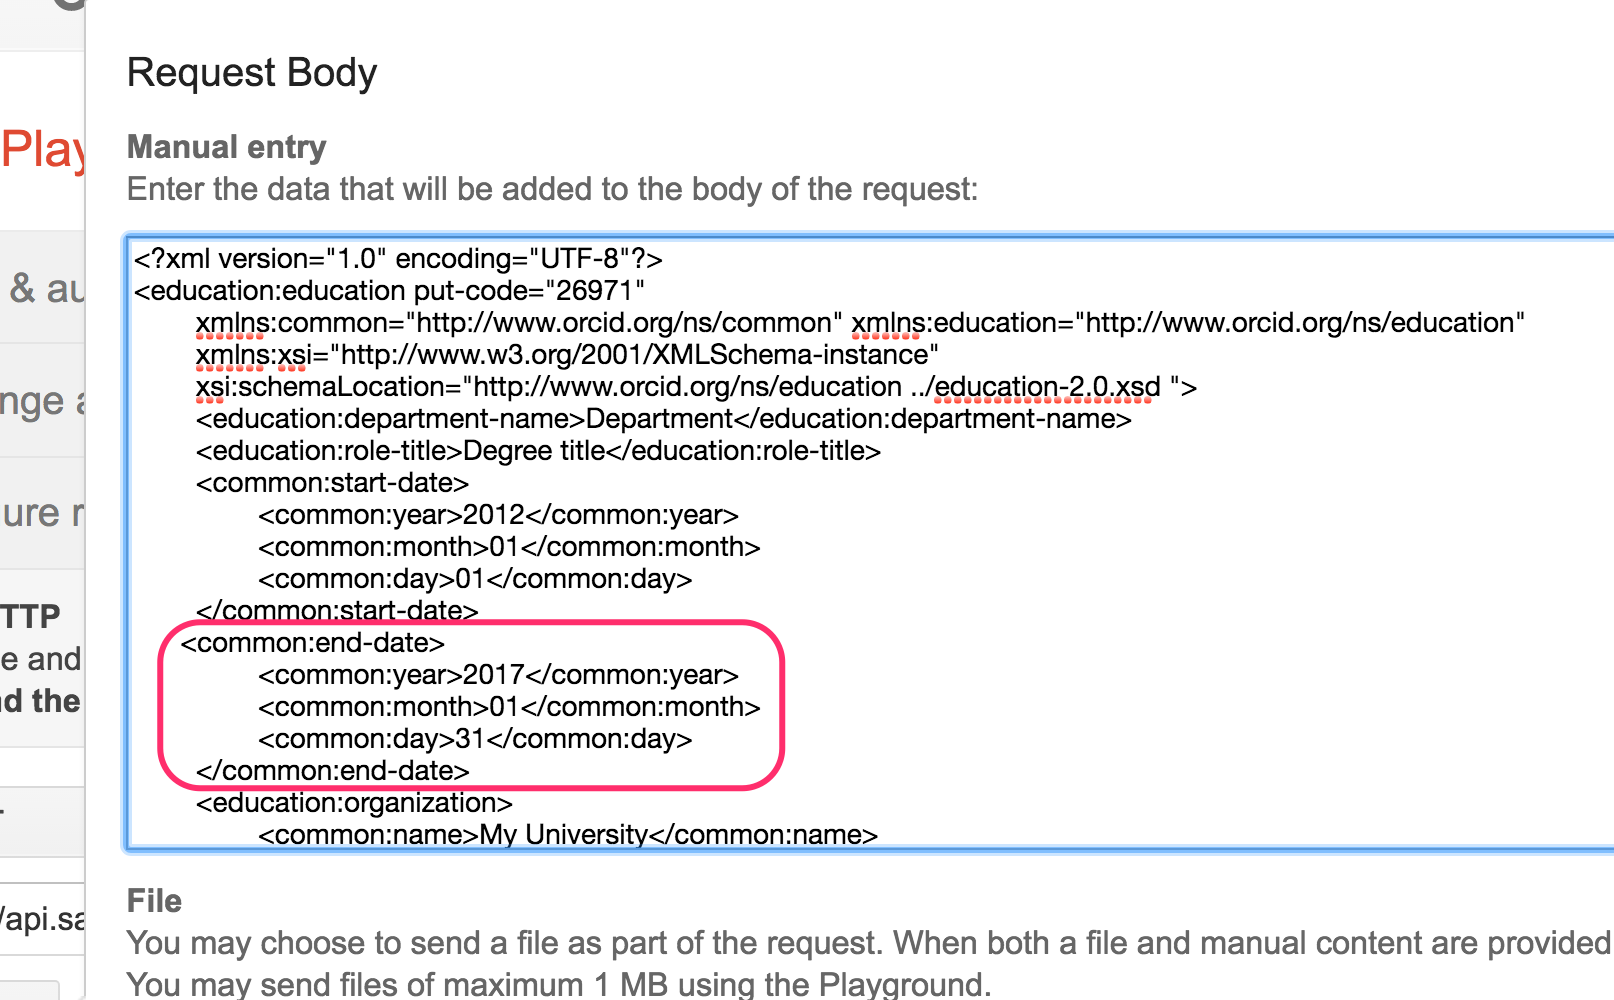 Request Body
Play
Manual entry
Enter the data that will be added to the body of the request:
<?xml version="1.0" encoding="UTF-8"?>
<education:education put-code="26971"
& au
xmlns:common="http://www.orcid.org/ns/common" xmlns:education="http://www.orcid.org/ns/education"
xmlns:xsi="http://www.w3.org/2001/XMLSchema-instance"
xsi:schemaLocation="http://www.orcid.org/ns/education ../education-2.0.xsd ">
nge a
<education:department-name>Department</education:department-name>
<education:role-title>Degree title</education:role-title>
<common:start-date>
ure r
<common:year>2012</common:year>
<common:month>01</common:month>
<common:day>01</common:day>
</common:start-date>
TTP
<common:end-date>
e and
<common:year>2017</common:year>
nd the
<common:month>01</common:month>
<common:day>31</common:day>
</common:end-date>
<education:organization>
<common:name>My University</common:name>
File
/api.sa
You may choose to send a file as part of the request. When both a file and manual content are provided
You may send files of maximum 1 MB using the Playground.